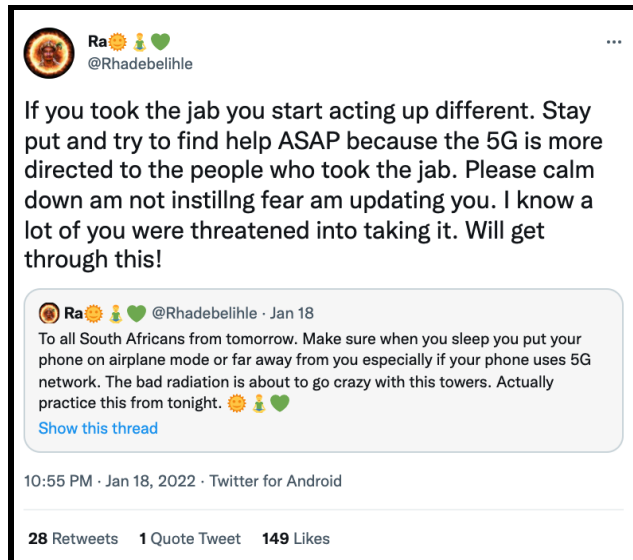 Ra🌞🧘‍♂️💚
@Rhadebelihle
If you took the jab you start acting up different. Stay
put and try to find help ASAP because the 5G is more
directed to the people who took the jab. Please calm
down am not instillng fear am updating you. I know a
lot of you were threatened into taking it. Will get
through this!
Ra🌞🧘‍♂️💚 @Rhadebelihle · Jan 18
To all South Africans from tomorrow. Make sure when you sleep you put your
phone on airplane mode or far away from you especially if your phone uses 5G
network. The bad radiation is about to go crazy with this towers. Actually
practice this from tonight. 🌞🧘‍♂️💚
Show this thread
10:55 PM · Jan 18, 2022 · Twitter for Android
28 Retweets 1 Quote Tweet 149 Likes